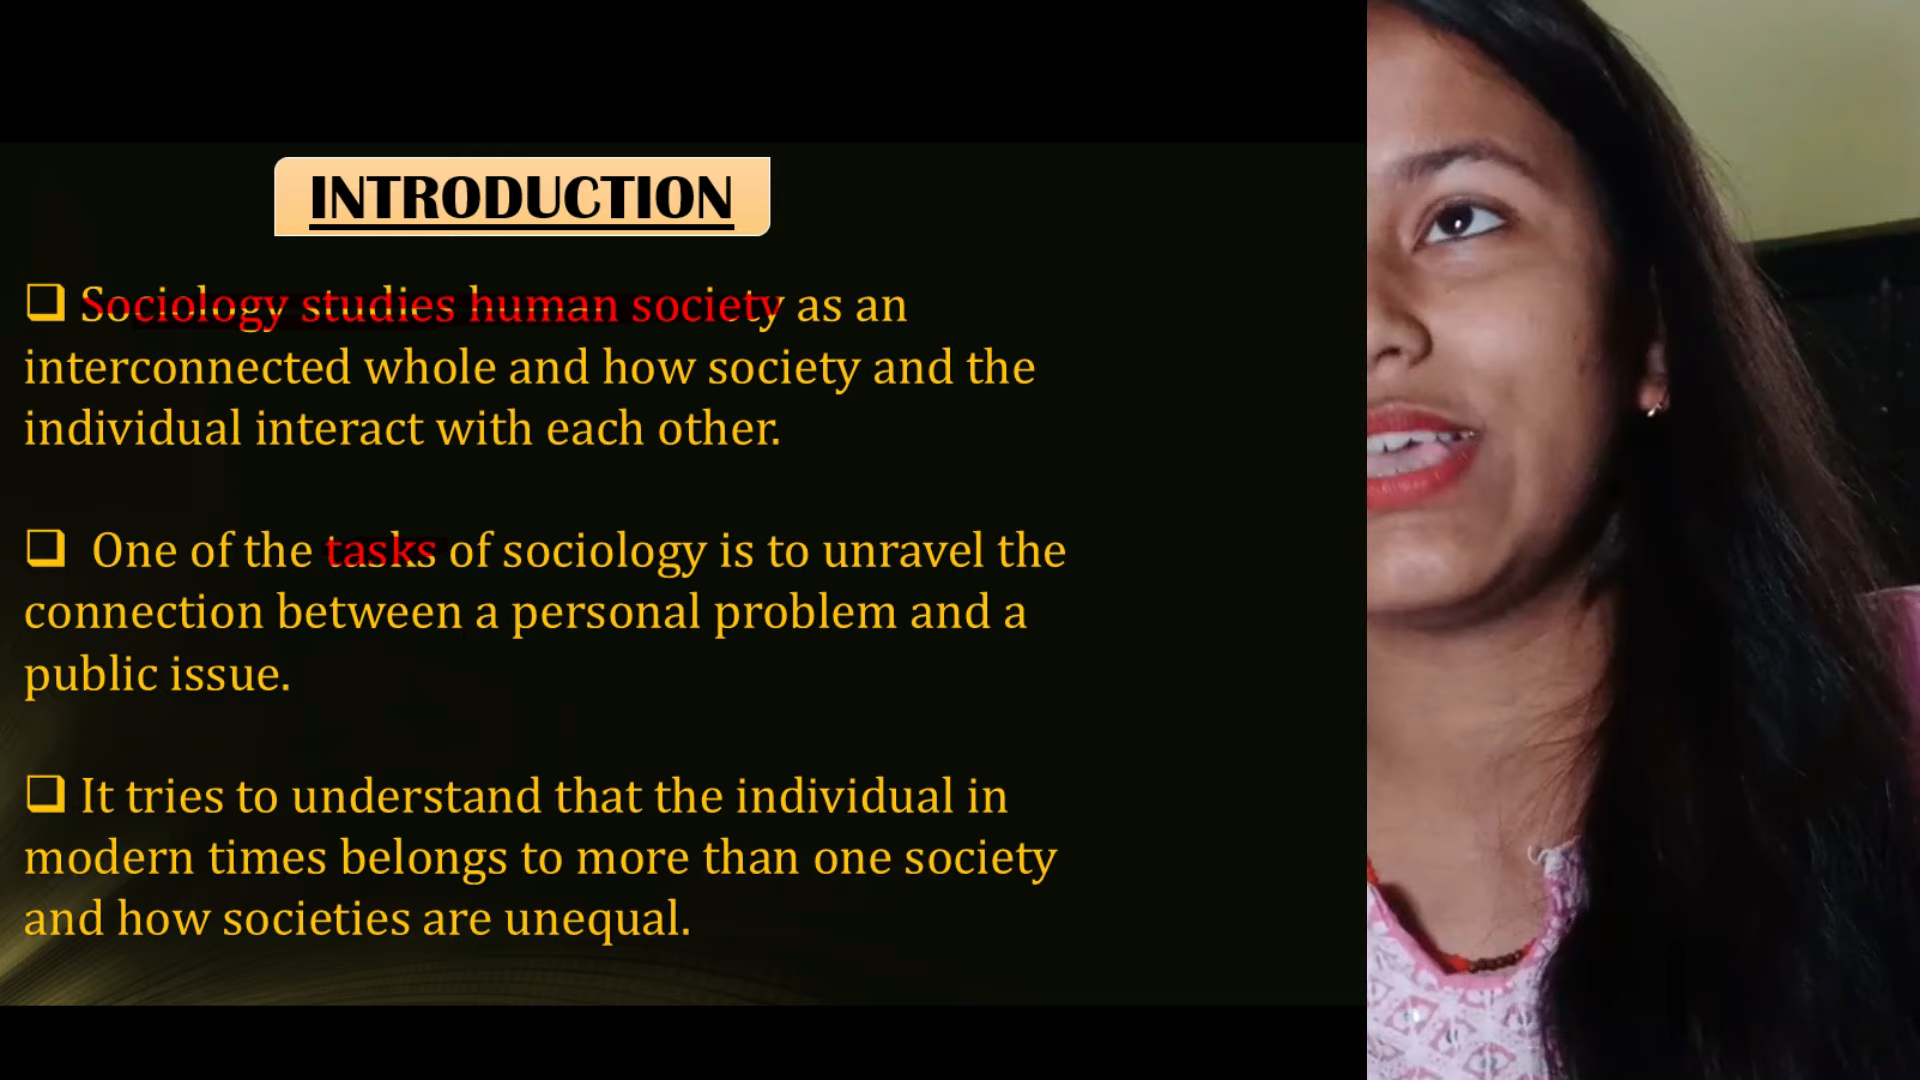 INTRODUCTION
❑ Sociology studies human society as an
interconnected whole and how society and the
individual interact with each other.
❑ One of the tasks of sociology is to unravel the
connection between a personal problem and a
public issue.
❑ It tries to understand that the individual in
modern times belongs to more than one society
and how societies are unequal.